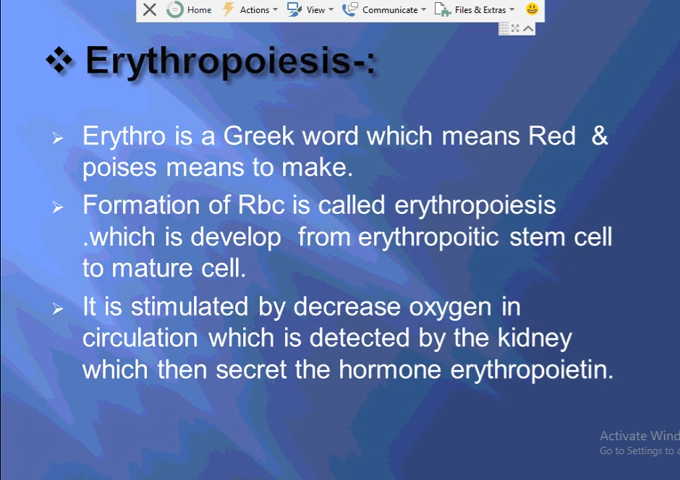 Home Actions View Communicate Files & Extras
❖ Erythropoiesis-:
➢ Erythro is a Greek word which means Red & 
poises means to make.
➢ Formation of Rbc is called erythropoiesis
.which is develop from erythropoitic stem cell
to mature cell.
➢ It is stimulated by decrease oxygen in
circulation which is detected by the kidney
which then secret the hormone erythropoietin.
Activate Wind
Go to Settings to a